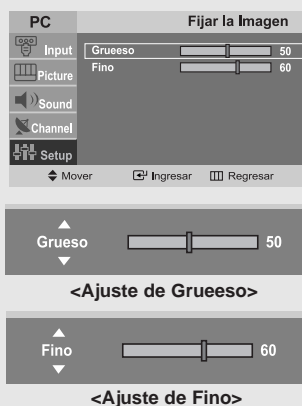 PC Fijar la Imagen
Input
Grueeso 50
Fino 60
Picture
Sound
Channel
Setup
Mover Ingresar Regresar
Grueso 50
<Ajuste de Grueeso>
Fino 60
<Ajuste de Fino>